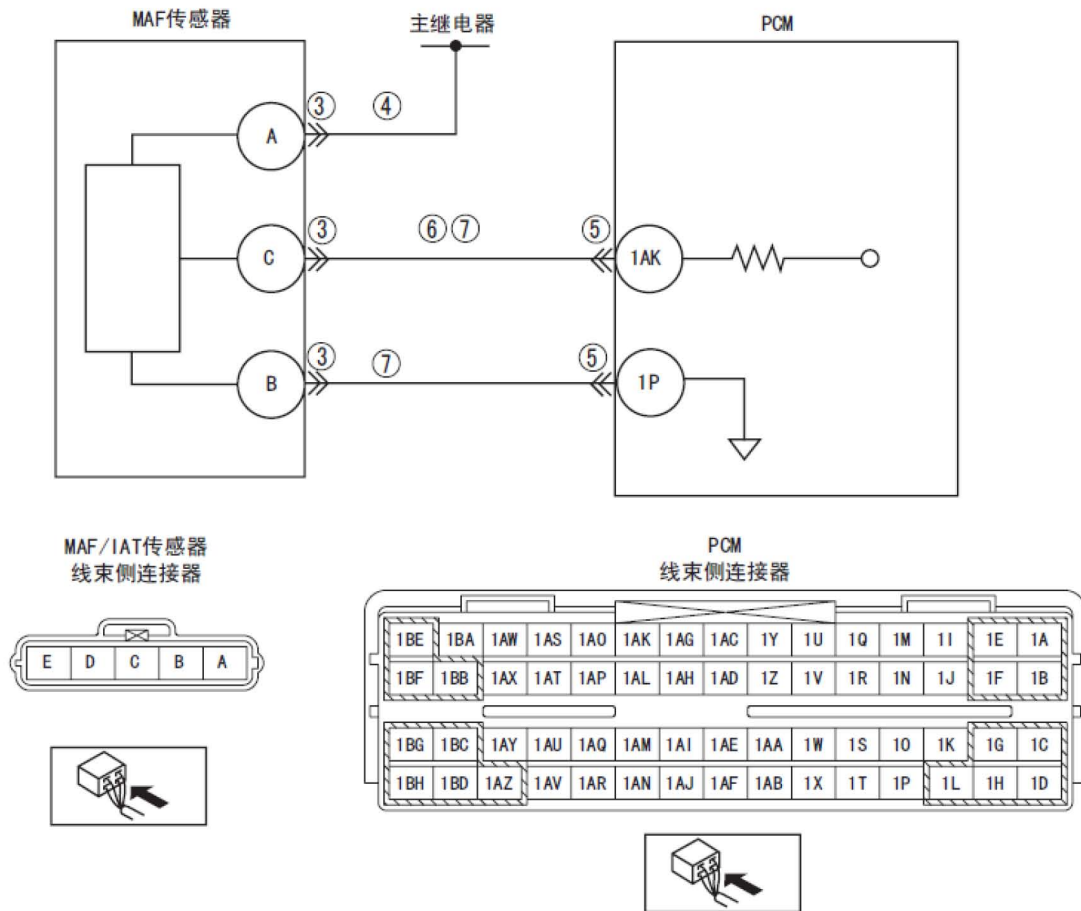 MAF传感器 主继电器 PCM
③ ④
A
③ ⑥⑦ ⑤
C 1AK
③ ⑦ ⑤
B 1P
MAF/IAT传感器
线束侧连接器
E D C B A
PCM
线束侧连接器
1BE 1BA 1AW 1AS 1AO 1AK 1AG 1AC 1Y 1U 1Q 1M 1I 1E 1A
1BF 1BB 1AX 1AT 1AP 1AL 1AH 1AD 1Z 1V 1R 1N 1J 1F 1B
1BG 1BC 1AY 1AU 1AQ 1AM 1AI 1AE 1AA 1W 1S 1O 1K 1G 1C
1BH 1BD 1AZ 1AV 1AR 1AN 1AJ 1AF 1AB 1X 1T 1P 1L 1H 1D